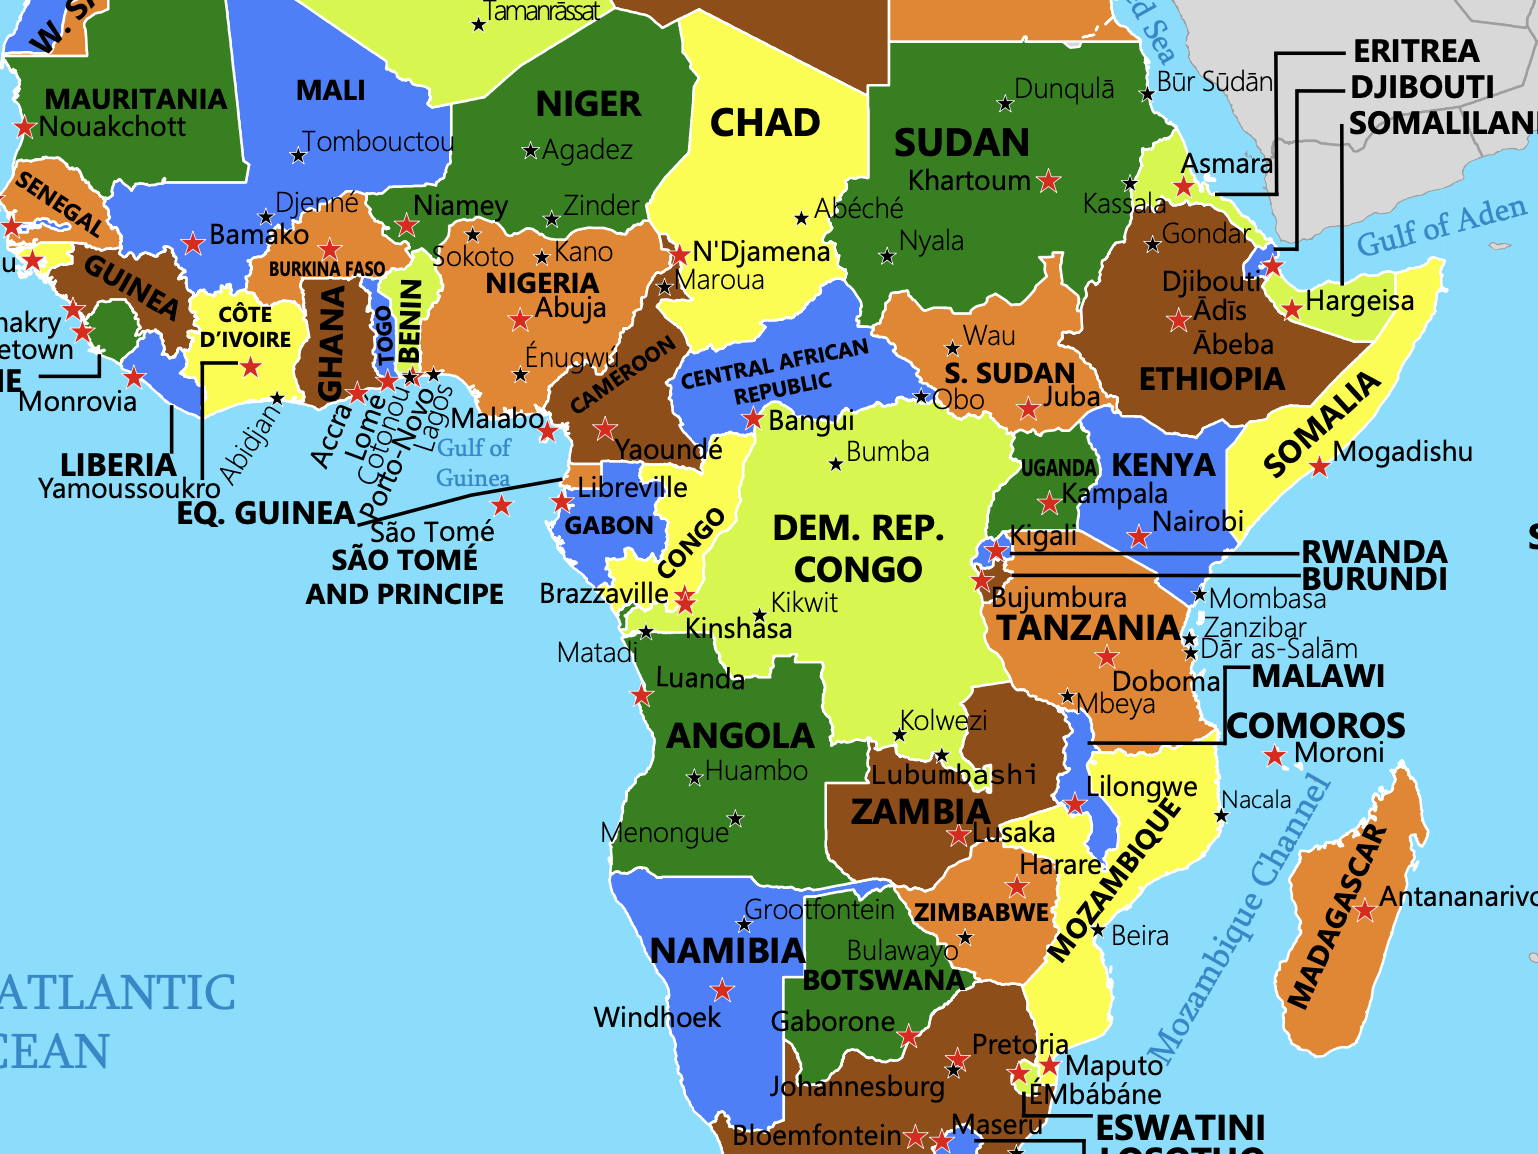 W. S
Tamanrāssat
ed Sea
ERITREA
DJIBOUTI
SOMALILAN
MAURITANIA
Nouakchott
MALI
Tombouctou
NIGER
Agadez
CHAD
Dunqulā
Būr Sūdān
SUDAN
Khartoum
Asmara
Kassala
SENEGAL
Djenné
Bamako
Niamey
Zinder
Abéché
Nyala
Gondar
Gulf of Aden
Sokoto
Kano
N'Djamena
Maroua
u
GUINEA
BURKINA FASO
NIGERIA
Abuja
Djibouti
Ādīs
Ābeba
Hargeisa
CÔTE
D'IVOIRE
GHANA
TOGO
BENIN
nakry
etown
NE
Monrovia
Énugwú
CAMEROON
CENTRAL AFRICAN
REPUBLIC
Wau
S. SUDAN
Juba
Obo
ETHIOPIA
SOMALIA
Mogadishu
LIBERIA
Yamoussoukro
Abidjan
Accra
Lomé
Cotonou
Porto-Novo
Lagos
Malabo
Gulf of
Guinea
Yaoundé
Bangui
Bumba
UGANDA
Kampala
KENYA
Nairobi
EQ. GUINEA
São Tomé
SÃO TOMÉ
AND PRINCIPE
Libreville
GABON
CONGO
DEM. REP.
CONGO
Kigali
RWANDA
BURUNDI
S
Brazzaville
Kinshasa
Kikwit
Bujumbura
TANZANIA
Mombasa
Zanzibar
Dār as-Salām
Matadi
Luanda
Doboma
Mbeya
MALAWI
COMOROS
Moroni
ANGOLA
Huambo
Menongue
Kolwezi
Lubumbashi
ZAMBIA
Lusaka
Lilongwe
Nacala
Harare
MOZAMBIQUE
Mozambique Channel
MADAGASCAR
Antananarivo
Grootfontein
NAMIBIA
Windhoek
ZIMBABWE
Bulawayo
BOTSWANA
Gaborone
Beira
ATLANTIC
CEAN
Pretoria
Johannesburg
Maputo
ÉMbábáne
Bloemfontein
Maseru
ESWATINI
LOSOTHO